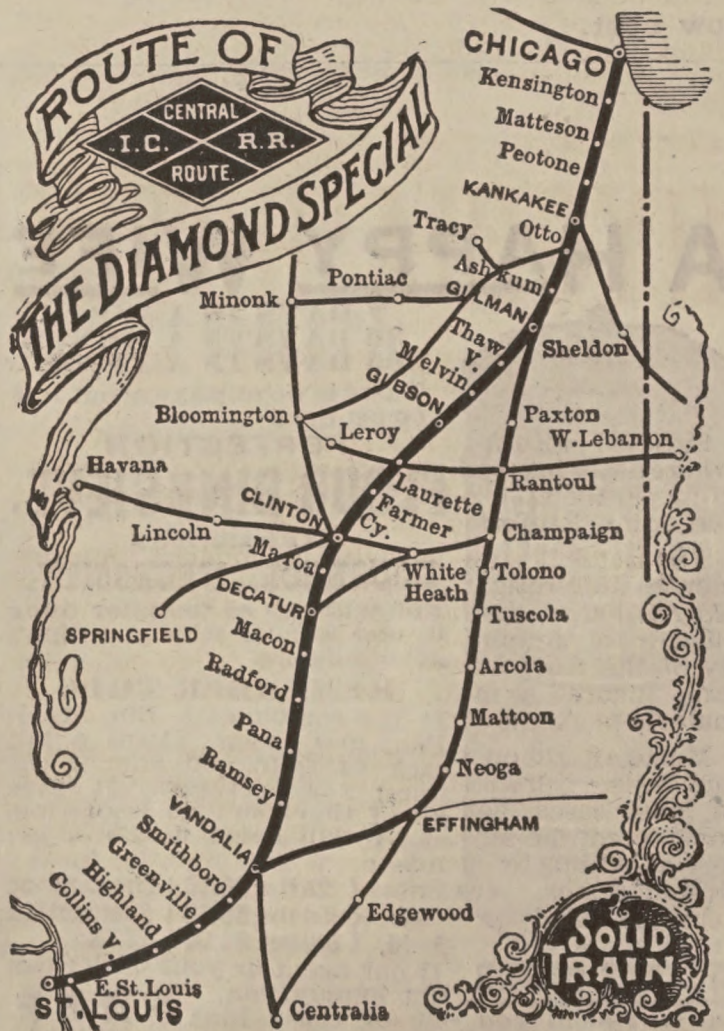 ROUTE OF
CENTRAL
I.C. R.R.
ROUTE.
THE DIAMOND SPECIAL
CHICAGO
Kensington
Matteson
Peotone
KANKAKEE
Otto
Tracy
Ashkum
Pontiac
Minonk
GILMAN
Thaw
V.
Sheldon
Melvin
GIBSON
Bloomington
Leroy
Paxton
W.Lebanon
Havana
Rantoul
Laurette
CLINTON
Farmer
Cy.
Lincoln
Champaign
Maroa
White
Heath
Tolono
DECATUR
Tuscola
SPRINGFIELD
Macon
Radford
Arcola
Pana
Mattoon
Ramsey
Neoga
VANDALIA
EFFINGHAM
Smithboro
Greenville
Highland
Collins V.
Edgewood
E.St.Louis
ST.LOUIS
Centralia
SOLID
TRAIN